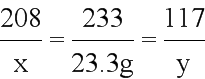 208/x = 233/23.3g = 117/y